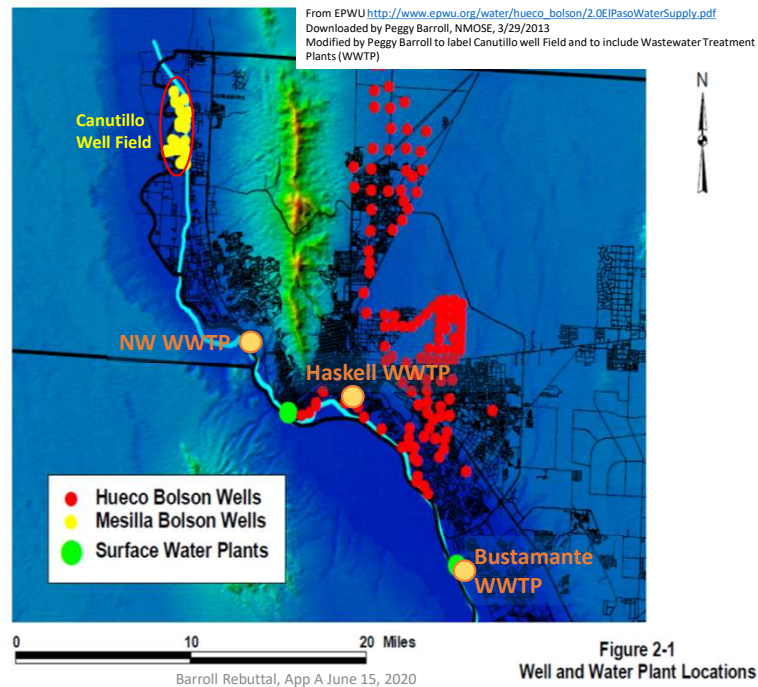 From EPWU http://www.epwu.org/water/hueco_bolson/2.0ElPasoWaterSupply.pdf
Downloaded by Peggy Barroll, NMOSE, 3/29/2013
Modified by Peggy Barroll to label Canutillo well Field and to include Wastewater Treatment
Plants (WWTP)
N
Canutillo
Well Field
NW WWTP
Haskell WWTP
Hueco Bolson Wells
Mesilla Bolson Wells
Surface Water Plants
Bustamante
WWTP
0 10 20 Miles
Barroll Rebuttal, App A June 15, 2020
Figure 2-1
Well and Water Plant Locations